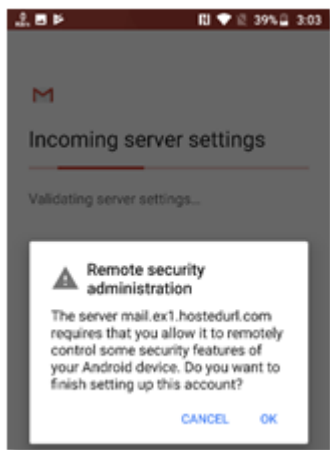 39% 3:03
Incoming server settings
Validating server settings...
Remote security
administration
The server mail.ex1.hostedurl.com
requires that you allow it to remotely
control some security features of
your Android device. Do you want to
finish setting up this account?
CANCEL OK